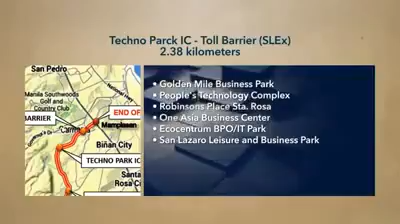 Techno Parck IC - Toll Barrier (SLEx)
2.38 kilometers
San Pedro
Manila Southwoods
Golf and
Country Club
BARRIER
END OF
Mamplasan
Biñan City
TECHNO PARK IC
Santa
Rosa Ci
• Golden Mile Business Park
• People's Technology Complex
• Robinsons Place Sta. Rosa
• One Asia Business Center
• Ecocentrum BPO/IT Park
• San Lazaro Leisure and Business Park